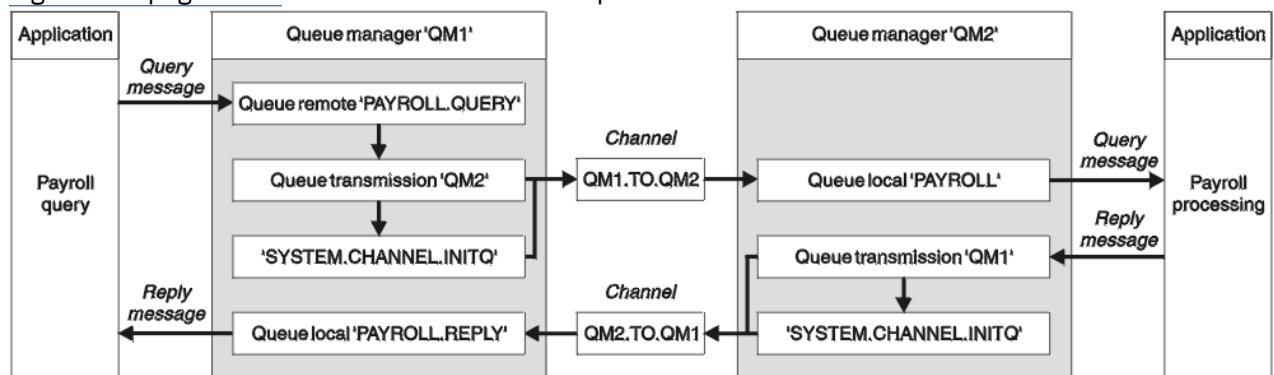 Application
Queue manager 'QM1'
Queue manager 'QM2'
Application
Query
message
Queue remote 'PAYROLL.QUERY'
Channel
Query
message
Payroll
query
Queue transmission 'QM2'
QM1.TO.QM2
Queue local 'PAYROLL'
Payroll
processing
Reply
message
'SYSTEM.CHANNEL.INITQ'
Queue transmission 'QM1'
Reply
message
Channel
Queue local 'PAYROLL.REPLY'
QM2.TO.QM1
'SYSTEM.CHANNEL.INITQ'